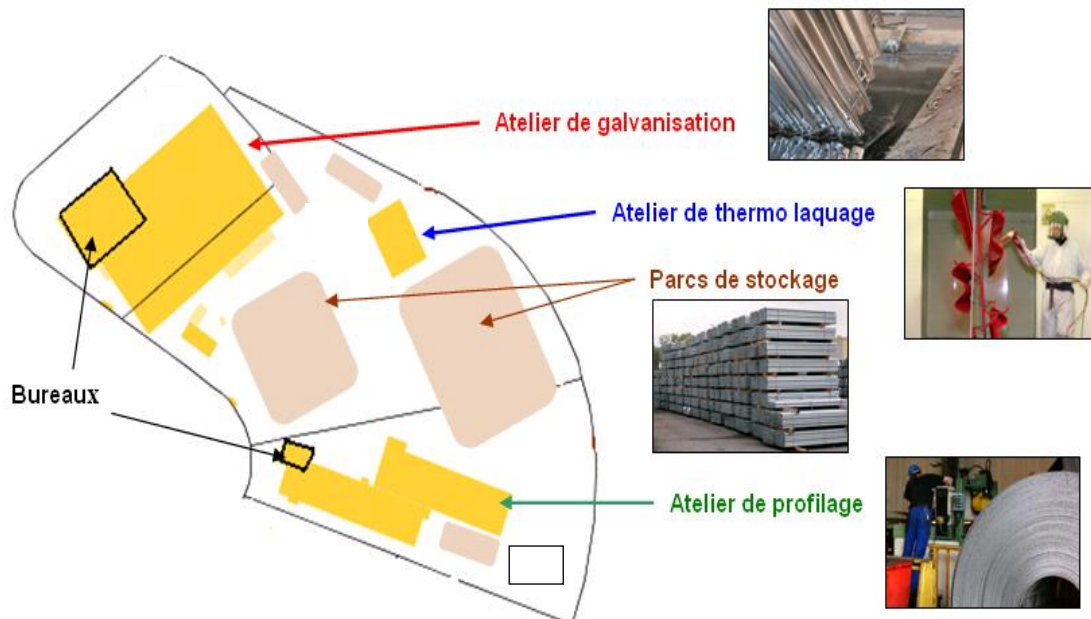 Atelier de galvanisation
Atelier de thermo laquage
Parcs de stockage
Bureaux
Atelier de profilage